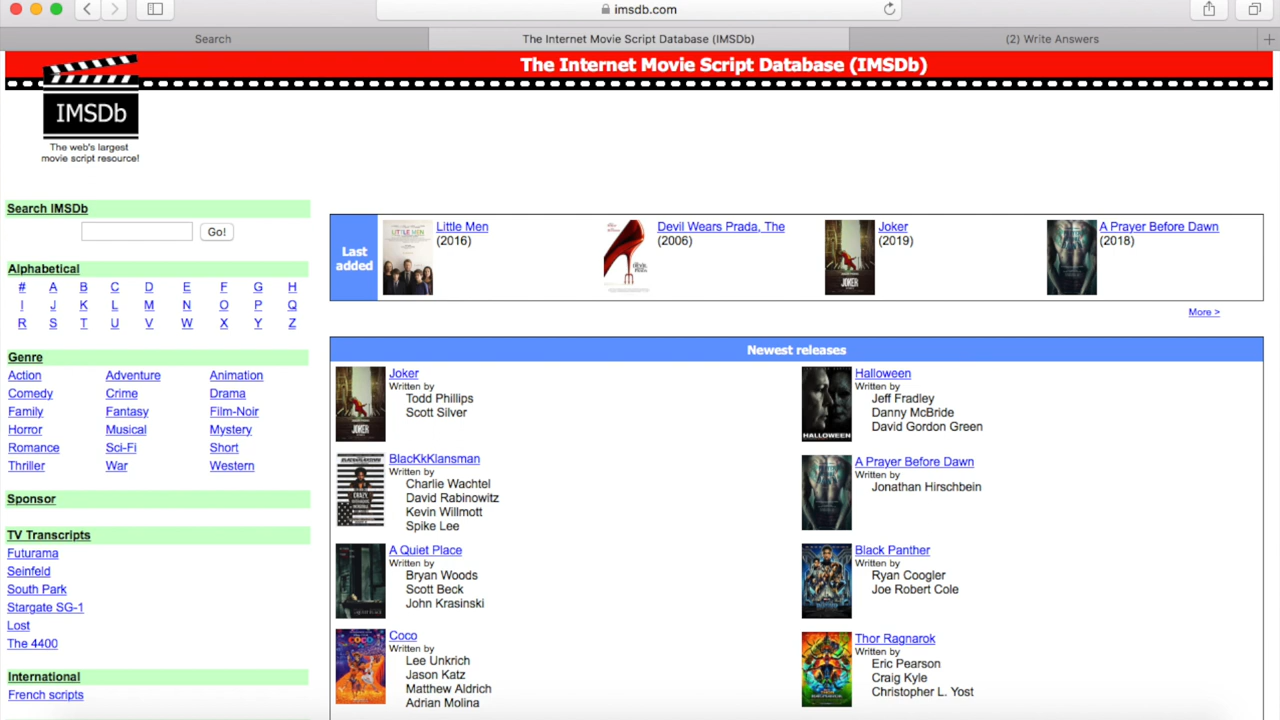 imsdb.com
Search
The Internet Movie Script Database (IMSDb)
(2) Write Answers
The Internet Movie Script Database (IMSDb)
IMSDb
The web's largest
movie script resource!
Search IMSDb
Go!
Alphabetical
# A B C D E F G H
I J K L M N O P Q
R S T U V W X Y Z
Genre
Action Adventure Animation
Comedy Crime Drama
Family Fantasy Film-Noir
Horror Musical Mystery
Romance Sci-Fi Short
Thriller War Western
Sponsor
TV Transcripts
Futurama
Seinfeld
South Park
Stargate SG-1
Lost
The 4400
International
French scripts
Last
added
LITTLE MEN
Little Men
(2016)
Devil Wears Prada, The
(2006)
JOKER
Joker
(2019)
A Prayer Before Dawn
(2018)
More >
Newest releases
JOKER
Joker
Written by
Todd Phillips
Scott Silver
HALLOWEEN
Halloween
Written by
Jeff Fradley
Danny McBride
David Gordon Green
BlacKkKlansman
Written by
Charlie Wachtel
David Rabinowitz
Kevin Willmott
Spike Lee
A Prayer Before Dawn
Written by
Jonathan Hirschbein
A Quiet Place
Written by
Bryan Woods
Scott Beck
John Krasinski
Black Panther
Written by
Ryan Coogler
Joe Robert Cole
COCO
Coco
Written by
Lee Unkrich
Jason Katz
Matthew Aldrich
Adrian Molina
Thor Ragnarok
Written by
Eric Pearson
Craig Kyle
Christopher L. Yost